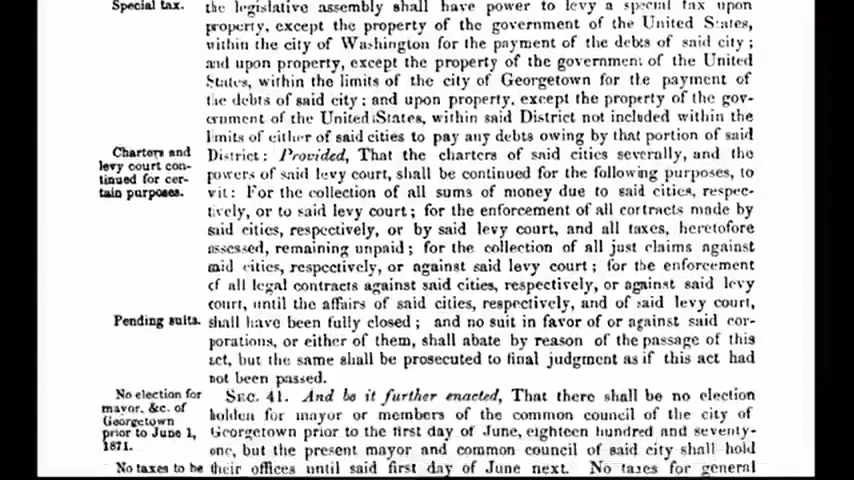 Special tax.
the legislative assembly shall have power to levy a special tax upon
property, except the property of the government of the United States,
within the city of Washington for the payment of the debts of said city;
and upon property, except the property of the government of the United
States, within the limits of the city of Georgetown for the payment of
the debts of said city; and upon property, except the property of the gov-
ernment of the United States, within said District not included within the
limits of either of said cities to pay any debts owing by that portion of said
Charters and
levy court con-
tinued for cer-
tain purposes.
District: Provided, That the charters of said cities severally, and the
powers of said levy court, shall be continued for the following purposes, to
vit: For the collection of all sums of money due to said cities, respec-
tively, or to said levy court; for the enforcement of all contracts made by
said cities, respectively, or by said levy court, and all taxes, heretofore
assessed, remaining unpaid; for the collection of all just claims against
said cities, respectively, or against said levy court; for the enforcement
of all legal contracts against said cities, respectively, or against said levy
court, until the affairs of said cities, respectively, and of said levy court,
Pending suits.
shall have been fully closed; and no suit in favor of or against said cor-
porations, or either of them, shall abate by reason of the passage of this
act, but the same shall be prosecuted to final judgment as if this act had
not been passed.
No election for
mayor, &c. of
Georgetown
prior to June 1,
1871.
SEC. 41. And be it further enacted, That there shall be no election
holden for mayor or members of the common council of the city of
Georgetown prior to the first day of June, eighteen hundred and seventy-
one, but the present mayor and common council of said city shall hold
No taxes to be
their offices until said first day of June next. No taxes for general